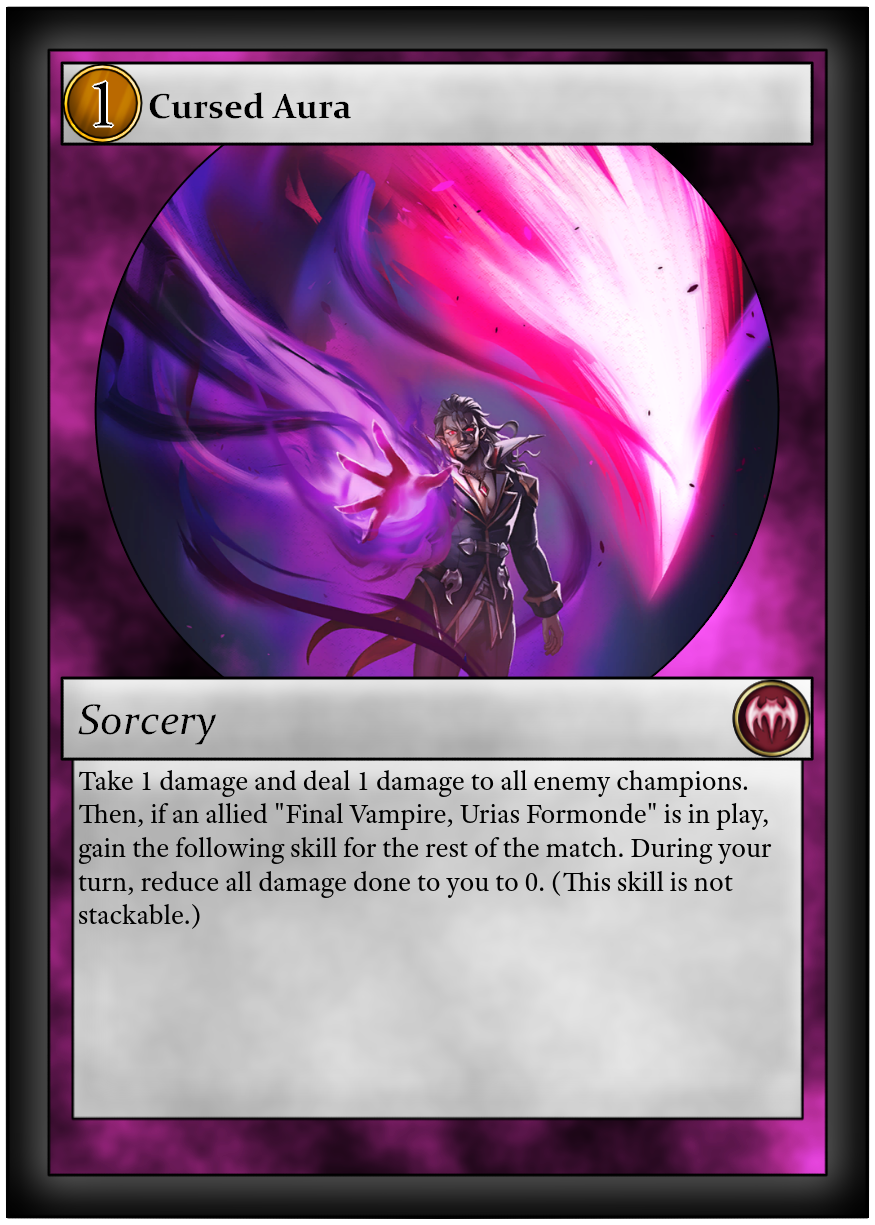 1 Cursed Aura
Sorcery
Take 1 damage and deal 1 damage to all enemy champions.
Then, if an allied "Final Vampire, Urias Formonde" is in play,
gain the following skill for the rest of the match. During your
turn, reduce all damage done to you to 0. (This skill is not
stackable.)